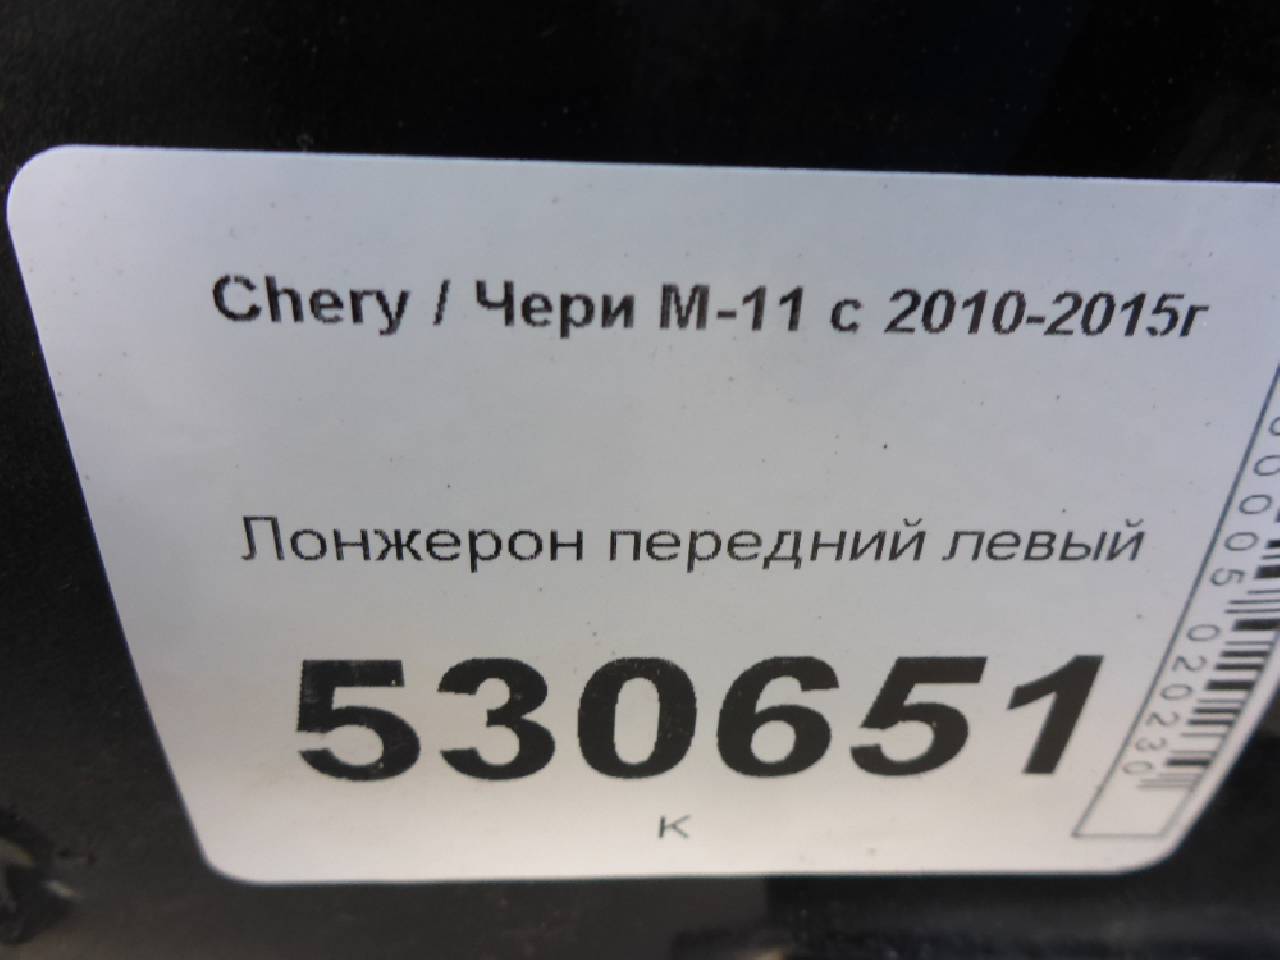 Chery / Чери М-11 с 2010-2015г
Лонжерон передний левый
530651
к